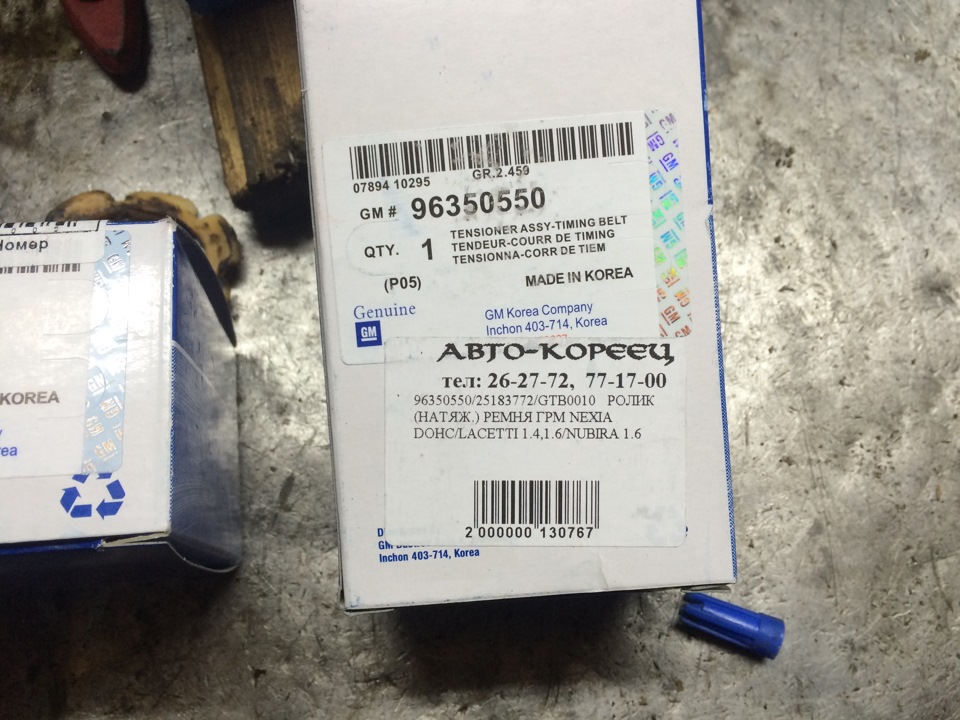 Номер
KOREA
GR.2.459
07894 10295
GM # 96350550
QTY. 1
TENSIONER ASSY-TIMING BELT
TENDEUR-COURR DE TIMING
TENSIONNA-CORR DE TIEM
(P05) MADE IN KOREA
Genuine
GM
GM Korea Company
Inchon 403-714, Korea
АВТО-КОРЕЕЦ
тел: 26-27-72, 77-17-00
96350550/25183772/GTB0010 РОЛИК
(НАТЯЖ.) РЕМНЯ ГРМ NEXIA
DOHC/LACETTI 1.4,1.6/NUBIRA 1.6
2 000000 130767
GM
Inchon 403-714, Korea